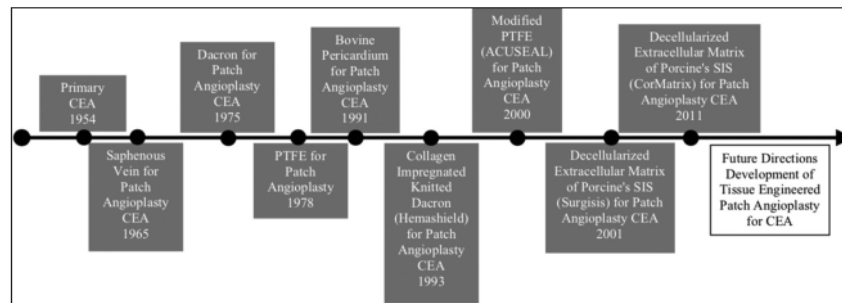 Primary
CEA
1954
Saphenous
Vein for
Patch
Angioplasty
CEA
1965
Dacron for
Patch
Angioplasty
CEA
1975
PTFE for
Patch
Angioplasty
1978
Bovine
Pericardium
for Patch
Angioplasty
CEA
1991
Collagen
Impregnated
Knitted
Dacron
(Hemashield)
for Patch
Angioplasty
CEA
1993
Modified
PTFE
(ACUSEAL)
for Patch
Angioplasty
CEA
2000
Decellularized
Extracellular Matrix
of Porcine's SIS
(Surgisis) for Patch
Angioplasty CEA
2001
Decellularized
Extracellular Matrix
of Porcine's SIS
(CorMatrix) for Patch
Angioplasty CEA
2011
Future Directions
Development of
Tissue Engineered
Patch Angioplasty
for CEA